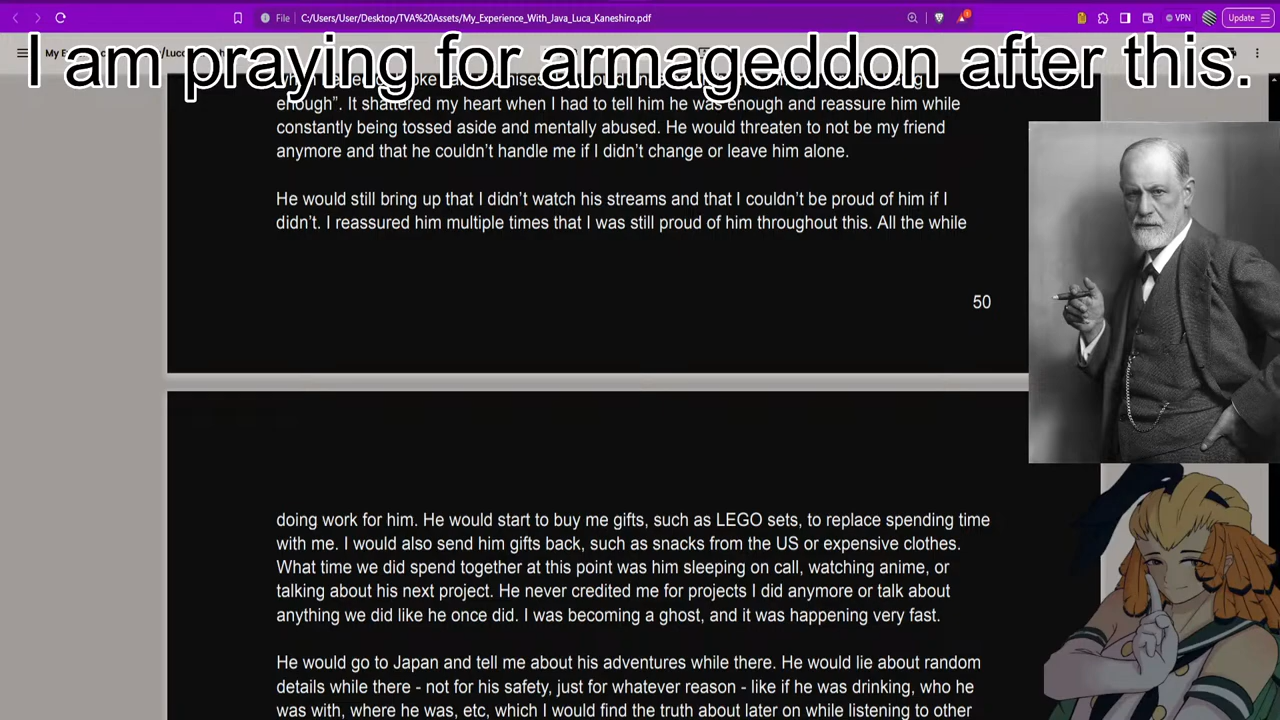 File C:/Users/User/Desktop/TVA%20Assets/My_Experience_With_Java_Luca_Kaneshiro.pdf
VPN
Update
I am praying for armageddon after this.
enough”. It shattered my heart when I had to tell him he was enough and reassure him while
constantly being tossed aside and mentally abused. He would threaten to not be my friend
anymore and that he couldn’t handle me if I didn’t change or leave him alone.
He would still bring up that I didn’t watch his streams and that I couldn’t be proud of him if I
didn’t. I reassured him multiple times that I was still proud of him throughout this. All the while
50
doing work for him. He would start to buy me gifts, such as LEGO sets, to replace spending time
with me. I would also send him gifts back, such as snacks from the US or expensive clothes.
What time we did spend together at this point was him sleeping on call, watching anime, or
talking about his next project. He never credited me for projects I did anymore or talk about
anything we did like he once did. I was becoming a ghost, and it was happening very fast.
He would go to Japan and tell me about his adventures while there. He would lie about random
details while there - not for his safety, just for whatever reason - like if he was drinking, who he
was with, where he was, etc, which I would find the truth about later on while listening to other